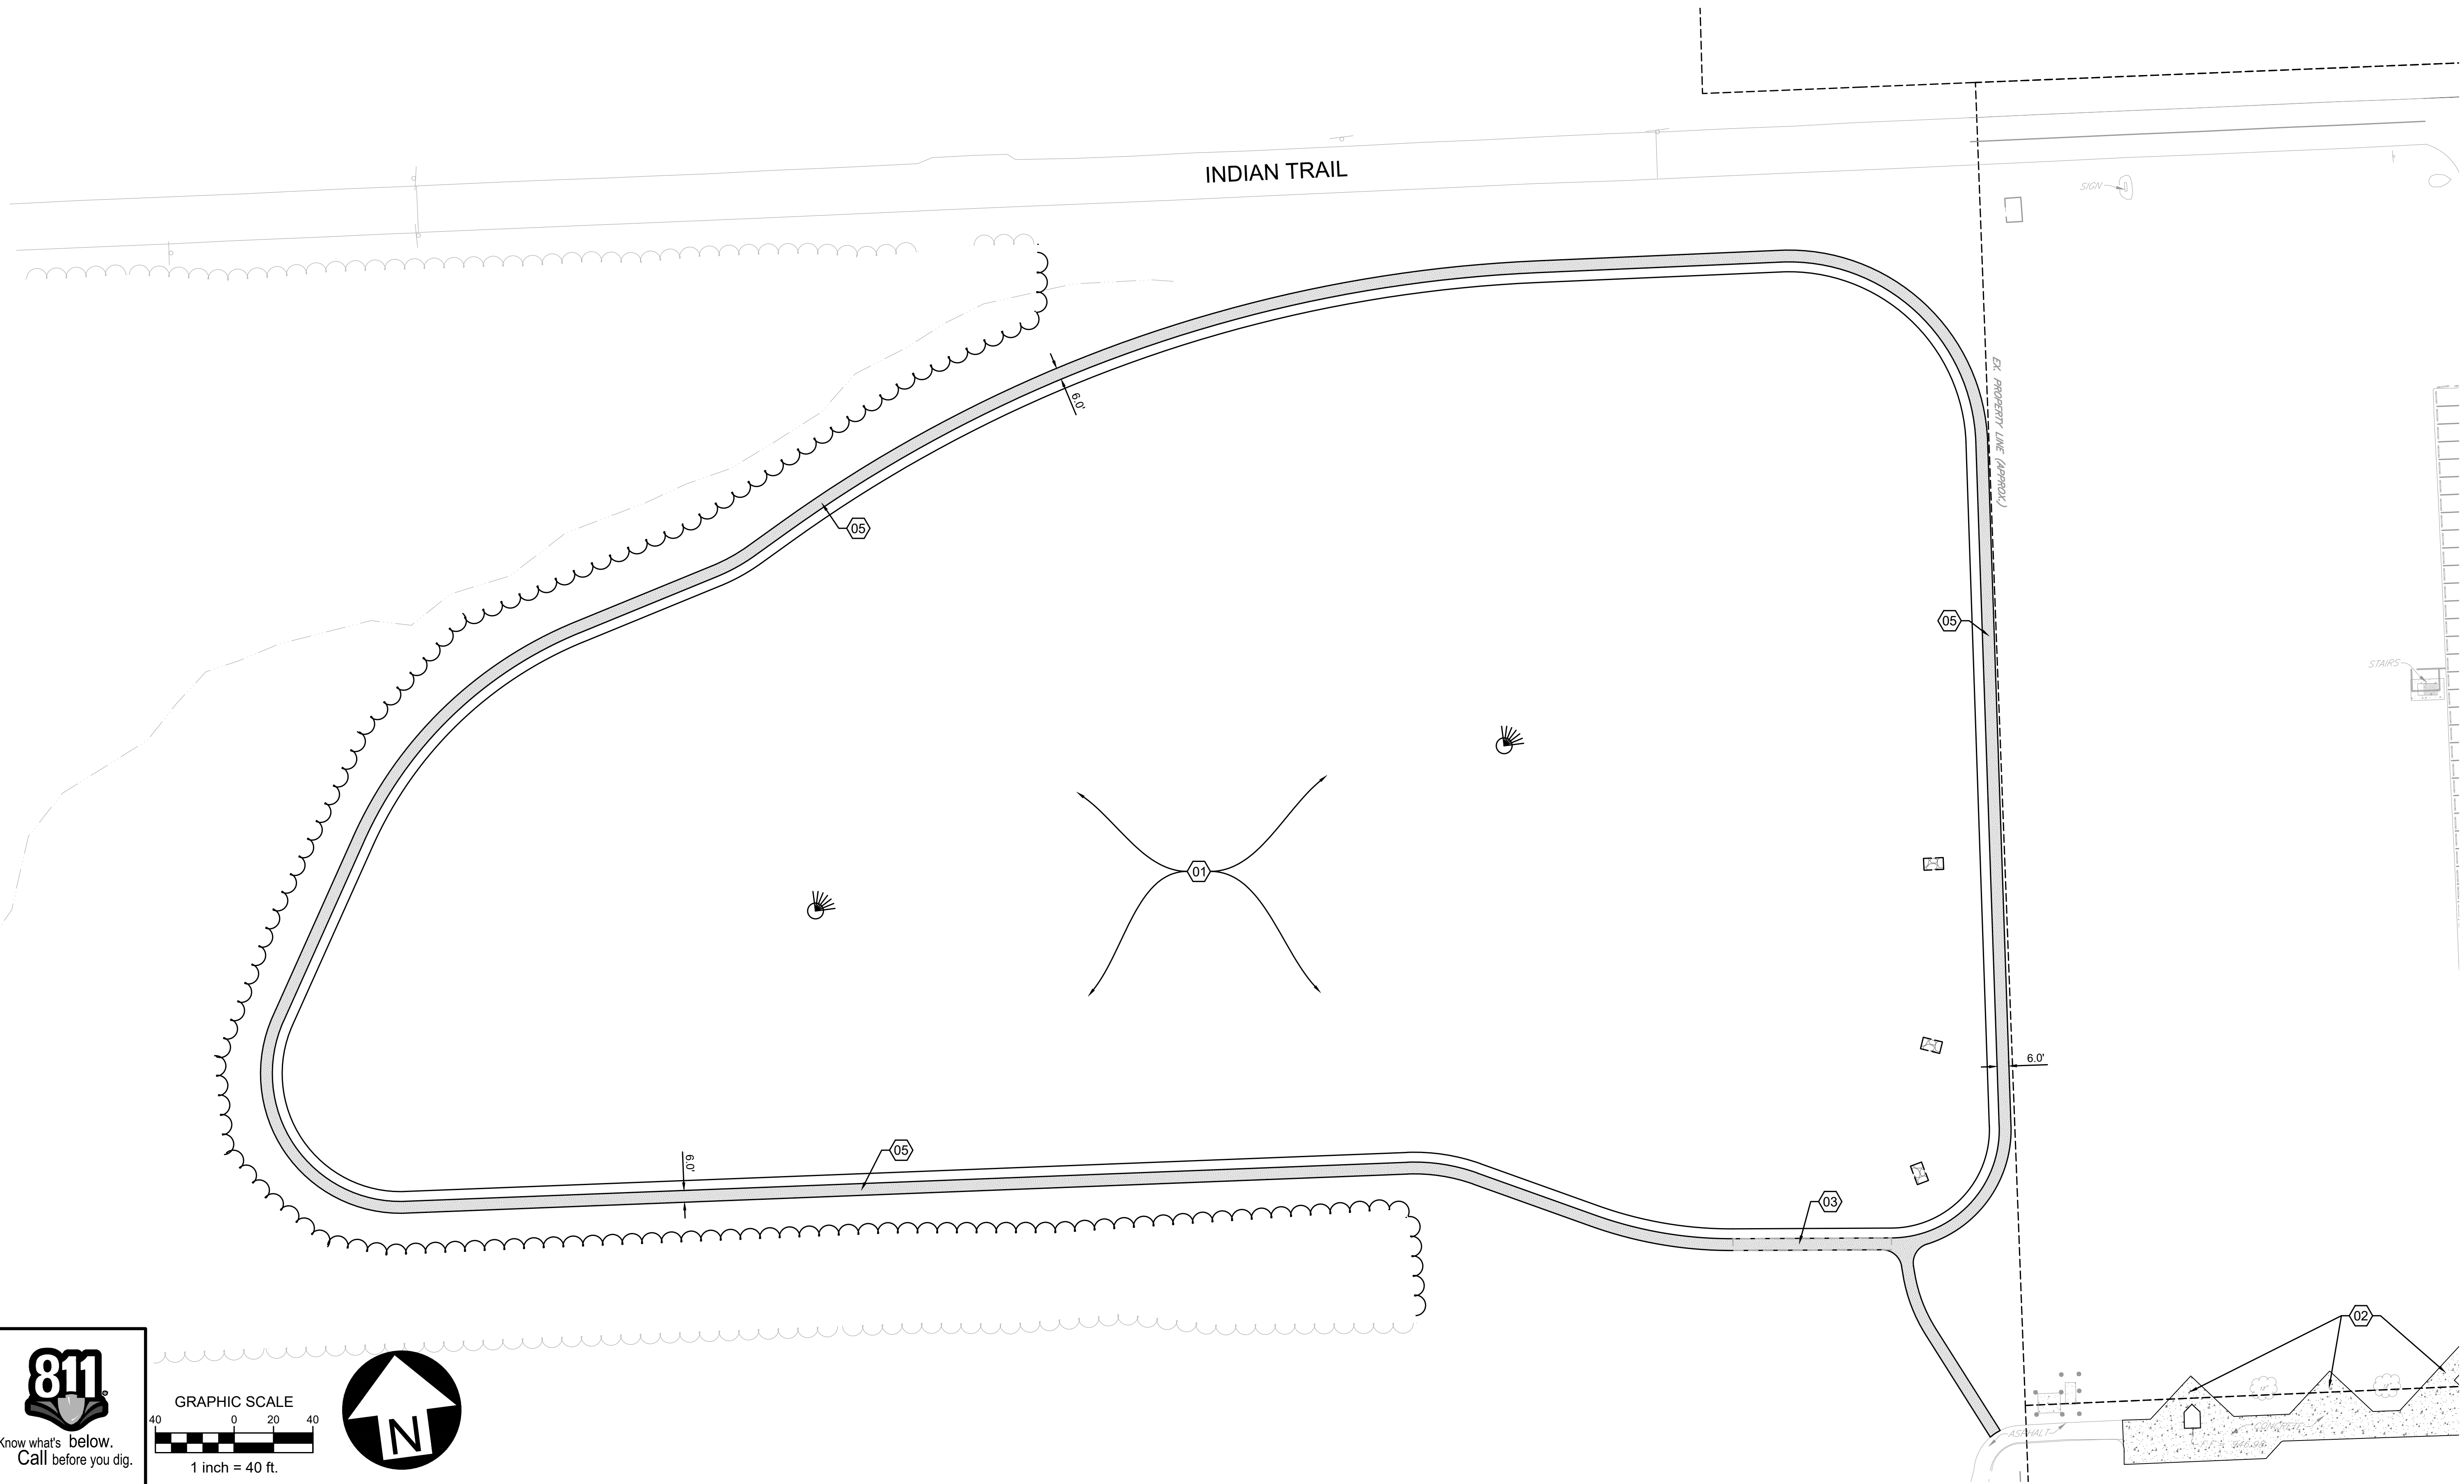 INDIAN TRAIL
SIGN
6.0'
EX. PROPERTY LINE (APPROX.)
05
05
STAIRS
01
6.0'
6.0'
05
03
02
811
Know what's below.
Call before you dig.
GRAPHIC SCALE
40 0 20 40
1 inch = 40 ft.
N
ASPHALT
CONCRETE